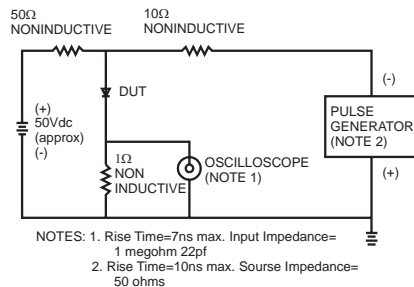 50Ω
NONINDUCTIVE
10Ω
NONINDUCTIVE
(+)
50Vdc
(approx)
(-)
DUT
1Ω
NON
INDUCTIVE
OSCILLOSCOPE
(NOTE 1)
(-)
PULSE
GENERATOR
(NOTE 2)
(+)
NOTES: 1. Rise Time=7ns max. Input Impedance=
1 megohm 22pf
2. Rise Time=10ns max. Sourse Impedance=
50 ohms